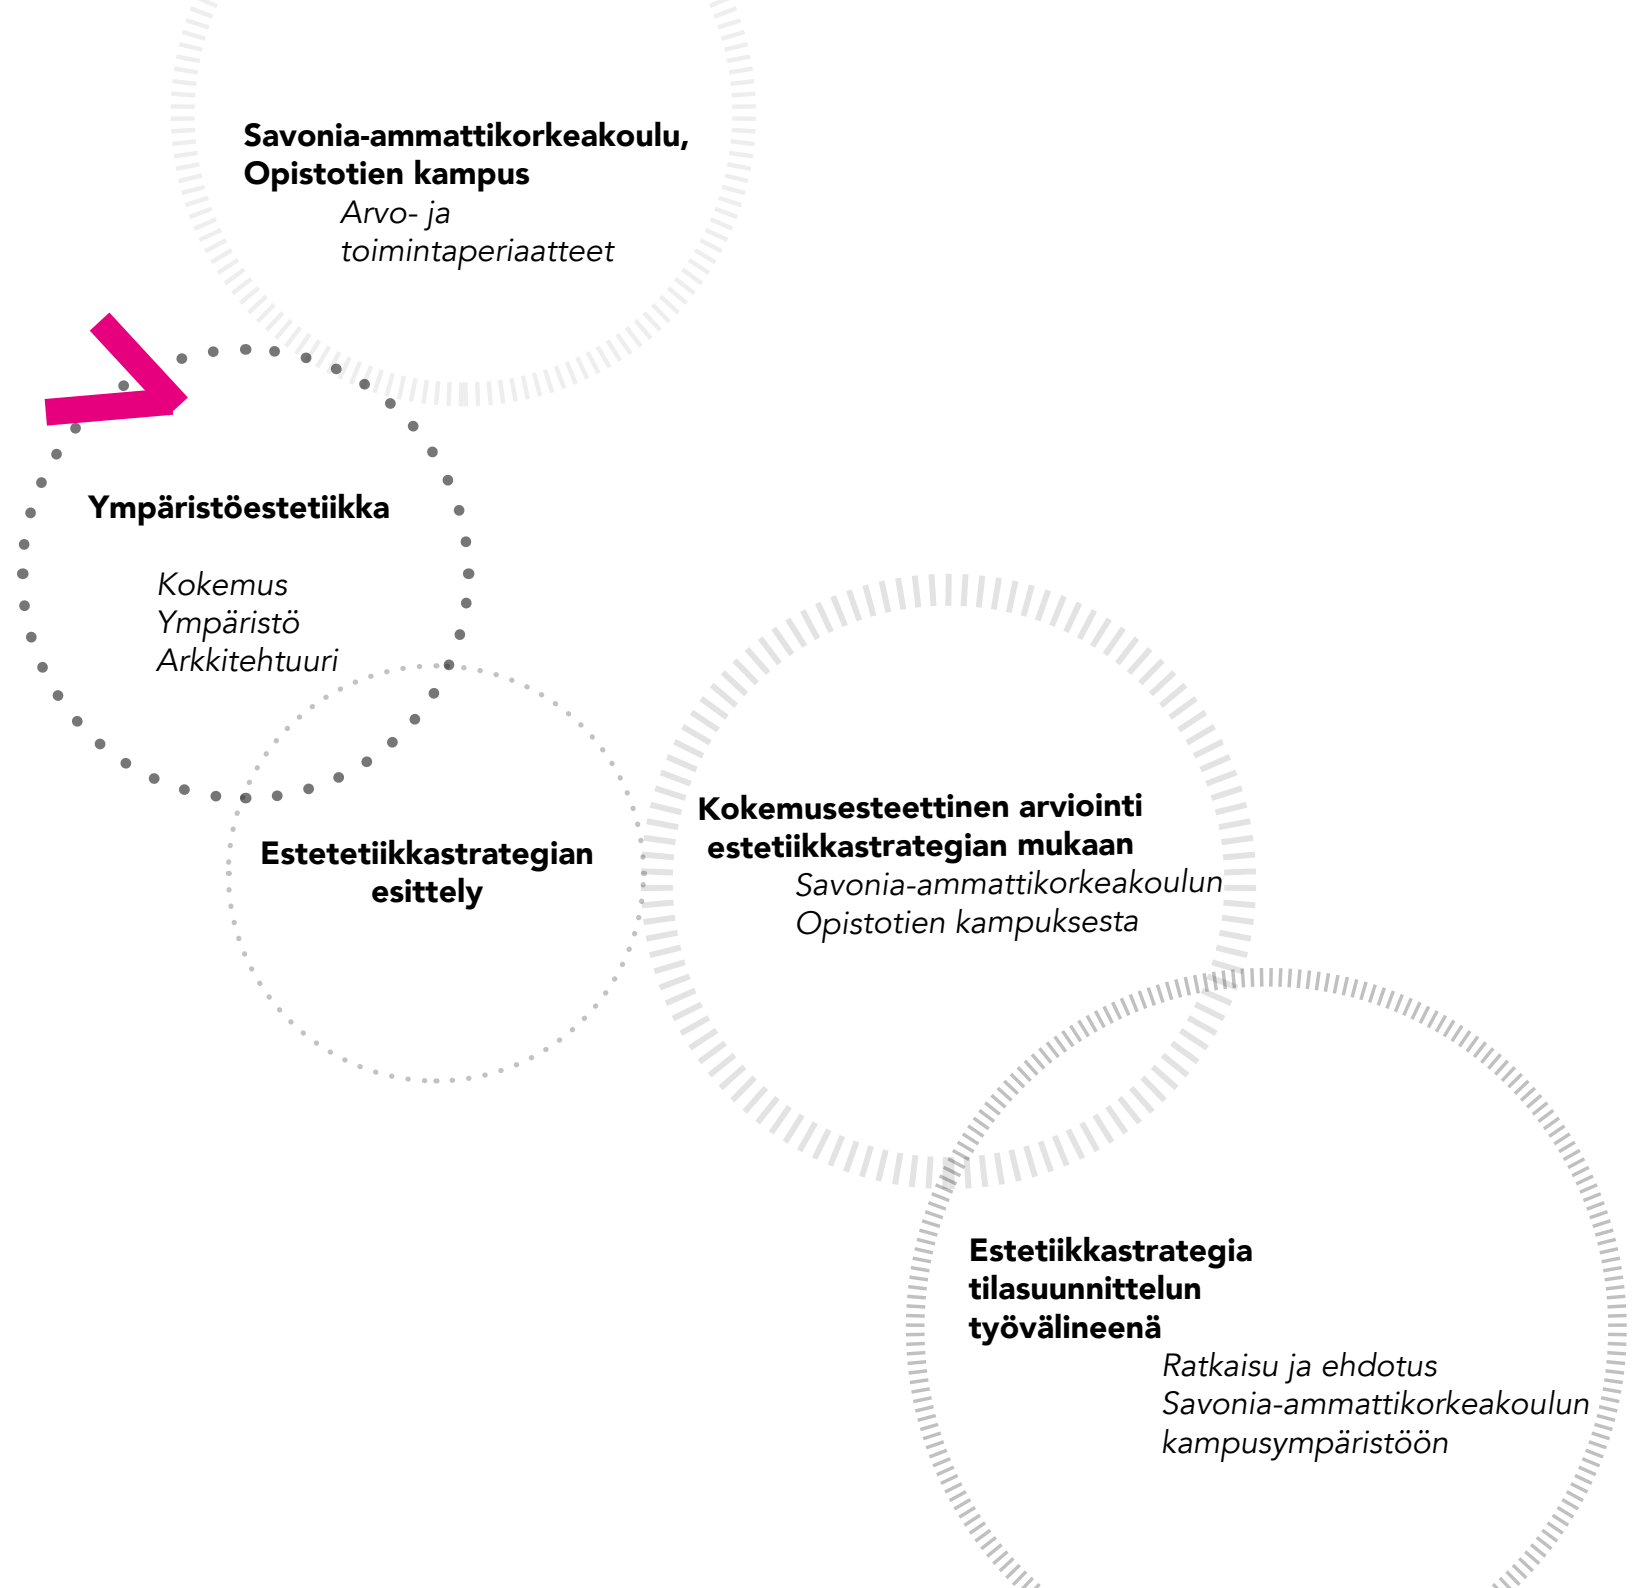 Savonia-ammattikorkeakoulu,
Opistotien kampus
Arvo- ja
toimintaperiaatteet
Ympäristöestetiikka
Kokemus
Ympäristö
Arkkitehtuuri
Estetetiikkastrategian
esittely
Kokemusesteettinen arviointi
estetiikkastrategian mukaan
Savonia-ammattikorkeakoulun
Opistotien kampuksesta
Estetiikkastrategia
tilasuunnittelun
työvälineenä
Ratkaisu ja ehdotus
Savonia-ammattikorkeakoulun
kampusympäristöön